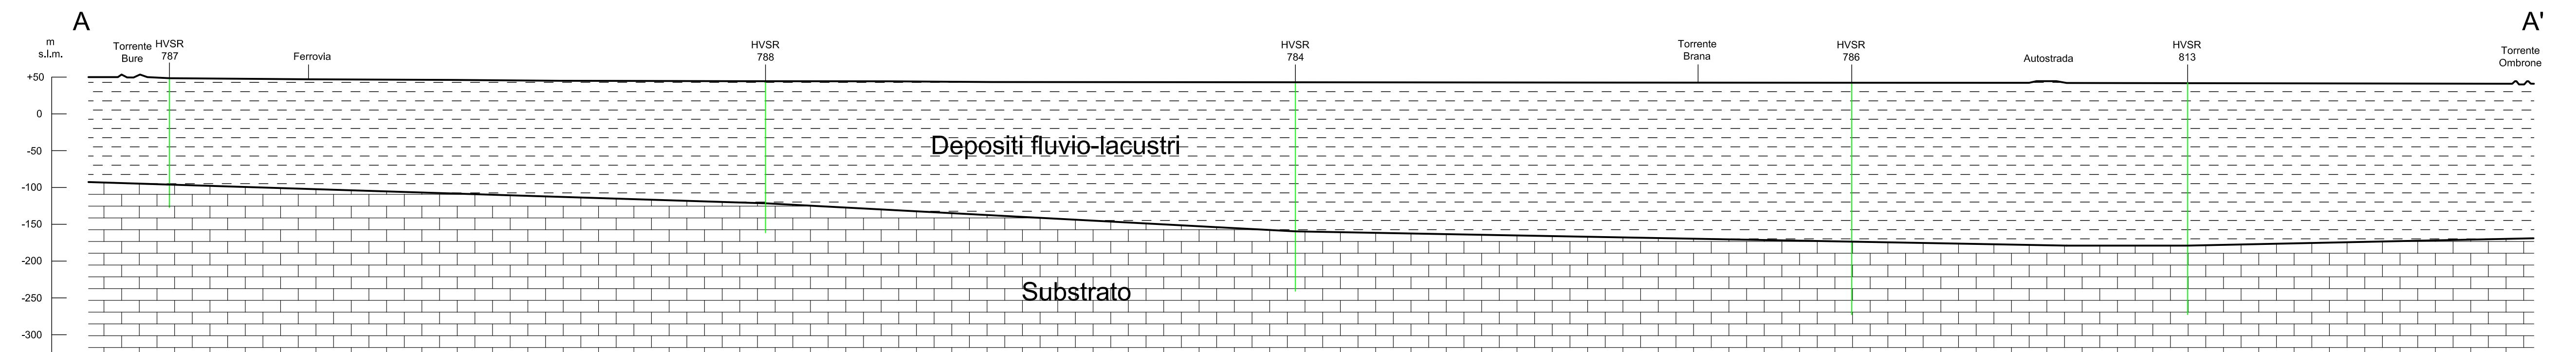 A
A'
m
s.l.m.
Torrente
Bure
HVSR
787
Ferrovia
HVSR
788
HVSR
784
Torrente
Brana
HVSR
786
Autostrada
HVSR
813
Torrente
Ombrone
+50
0
-50
-100
-150
-200
-250
-300
Depositi fluvio-lacustri
Substrato